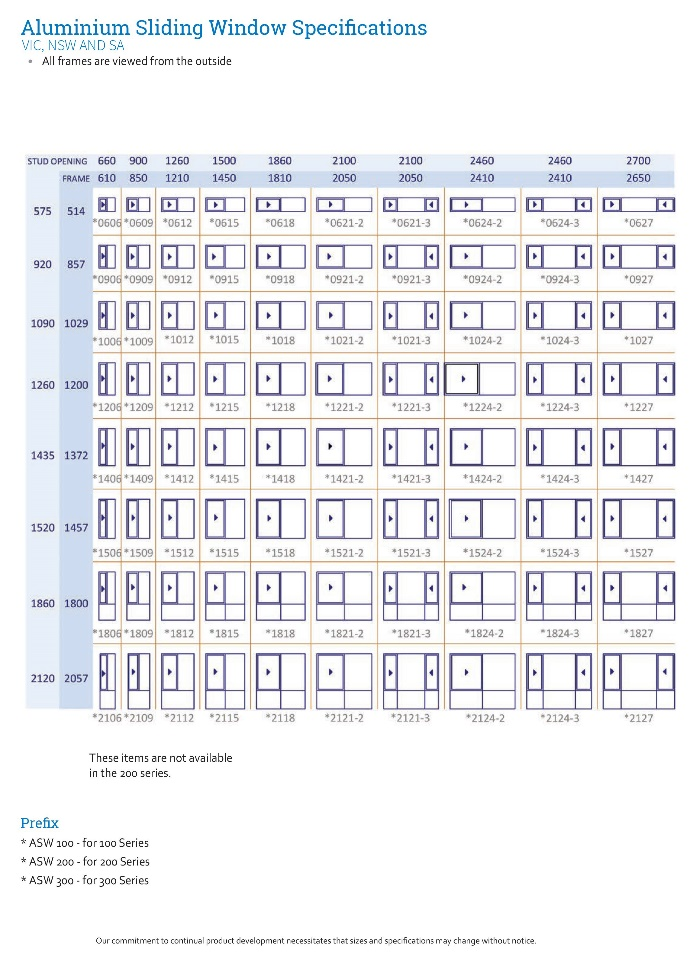 Aluminium Sliding Window Specifications
VIC, NSW AND SA
• All frames are viewed from the outside
STUD OPENING 660 900 1260 1500 1860 2100 2100 2460 2460 2700
FRAME 610 850 1210 1450 1810 2050 2050 2410 2410 2650
575 514
*0606 *0609 *0612 *0615 *0618 *0621-2 *0621-3 *0624-2 *0624-3 *0627
920 857
*0906 *0909 *0912 *0915 *0918 *0921-2 *0921-3 *0924-2 *0924-3 *0927
1090 1029
*1006 *1009 *1012 *1015 *1018 *1021-2 *1021-3 *1024-2 *1024-3 *1027
1260 1200
*1206 *1209 *1212 *1215 *1218 *1221-2 *1221-3 *1224-2 *1224-3 *1227
1435 1372
*1406 *1409 *1412 *1415 *1418 *1421-2 *1421-3 *1424-2 *1424-3 *1427
1520 1457
*1506 *1509 *1512 *1515 *1518 *1521-2 *1521-3 *1524-2 *1524-3 *1527
1860 1800
*1806 *1809 *1812 *1815 *1818 *1821-2 *1821-3 *1824-2 *1824-3 *1827
2120 2057
*2106 *2109 *2112 *2115 *2118 *2121-2 *2121-3 *2124-2 *2124-3 *2127
These items are not available
in the 200 series.
Prefix
* ASW 100 - for 100 Series
* ASW 200 - for 200 Series
* ASW 300 - for 300 Series
Our commitment to continual product development necessitates that sizes and specifications may change without notice.